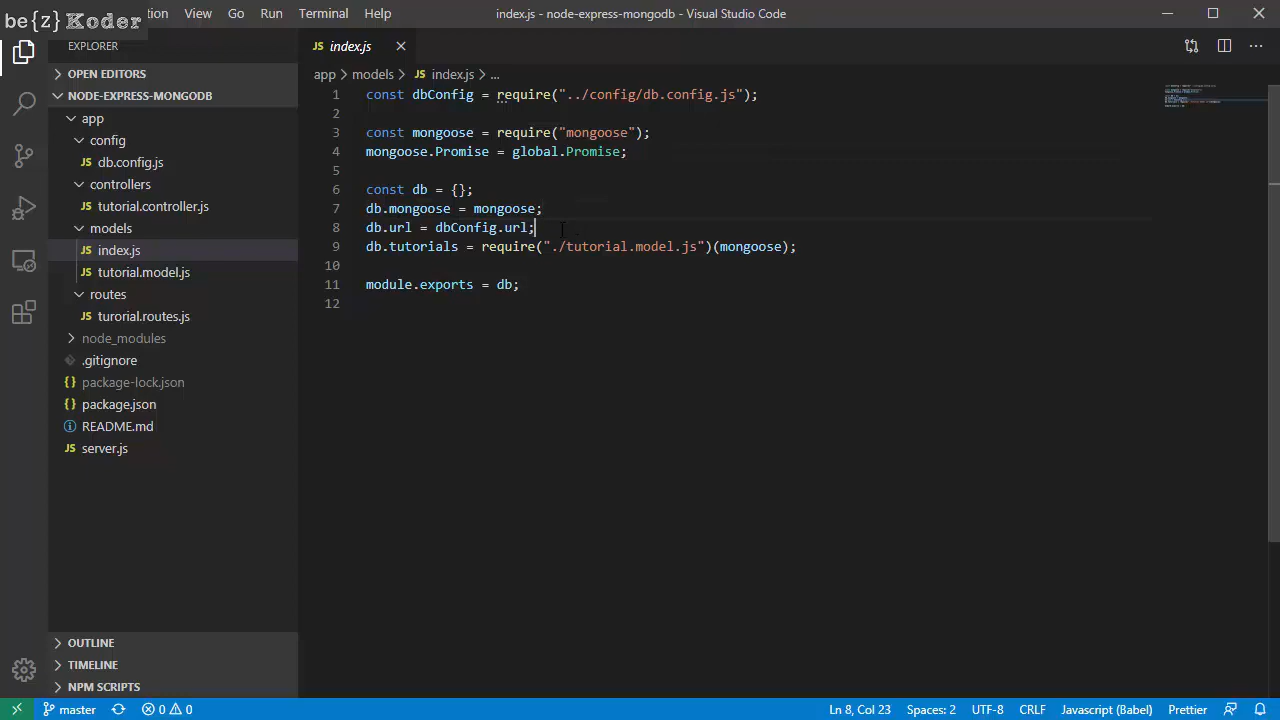 be{z} Koder
tion View Go Run Terminal Help
index.js - node-express-mongodb - Visual Studio Code
EXPLORER
OPEN EDITORS
NODE-EXPRESS-MONGODB
app
config
db.config.js
controllers
tutorial.controller.js
models
JS index.js
JS tutorial.model.js
routes
JS turorial.routes.js
node_modules
.gitignore
{} package-lock.json
{} package.json
README.md
JS server.js
OUTLINE
TIMELINE
NPM SCRIPTS
JS index.js
app > models > JS index.js > ...
1 const dbConfig = require("../config/db.config.js");
2
3 const mongoose = require("mongoose");
4 mongoose.Promise = global.Promise;
5
6 const db = {};
7 db.mongoose = mongoose;
8 db.url = dbConfig.url;
9 db.tutorials = require("./tutorial.model.js")(mongoose);
10
11 module.exports = db;
12
master 0 0 Ln 8, Col 23 Spaces: 2 UTF-8 CRLF Javascript (Babel) Prettier